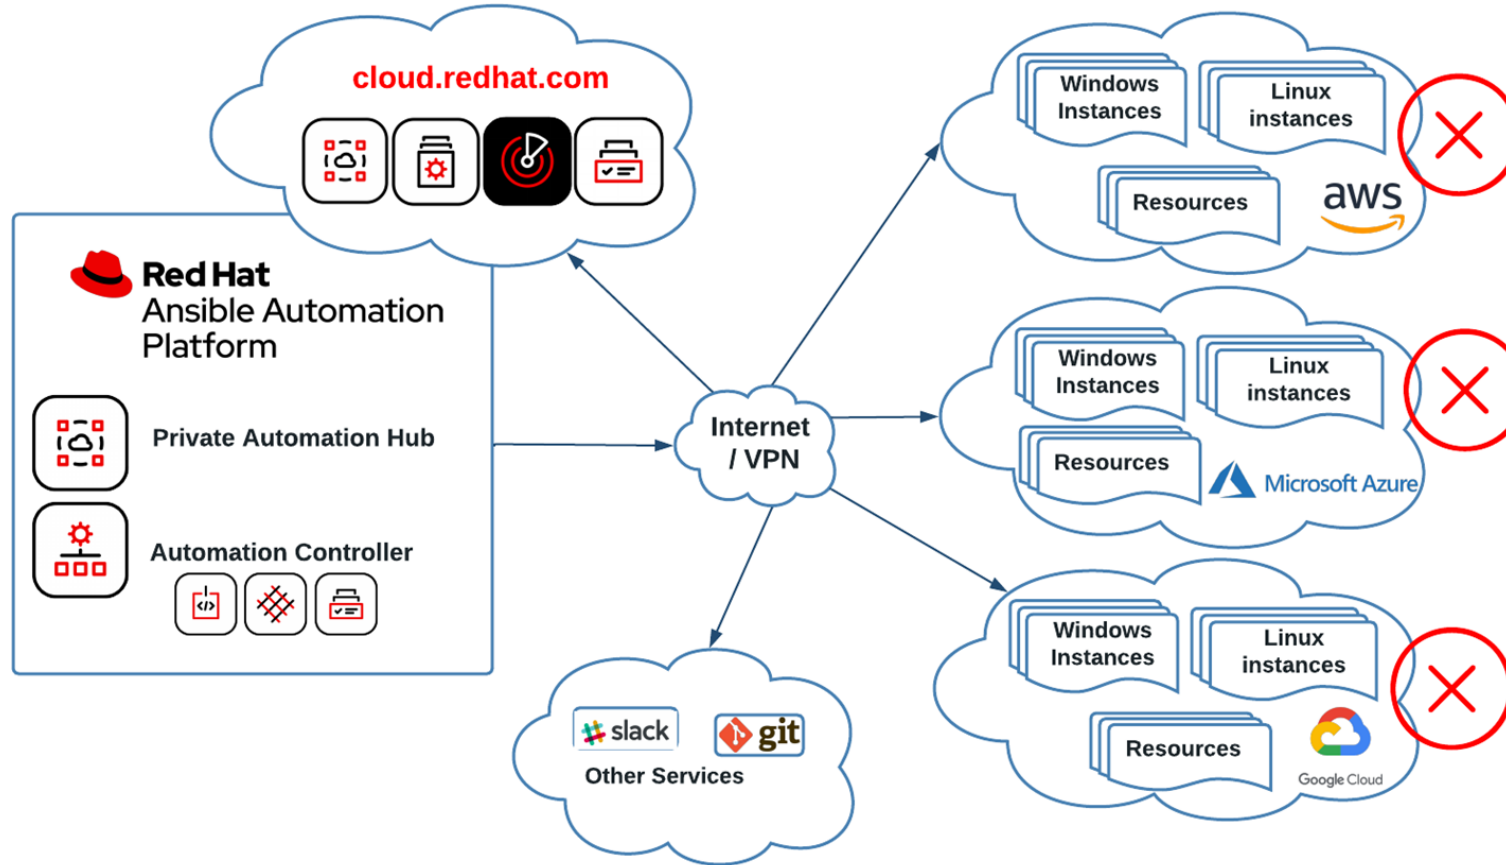 cloud.redhat.com
Red Hat
Ansible Automation
Platform
Private Automation Hub
Automation Controller
</>
Internet
/ VPN
slack
git
Other Services
Windows
Instances
Linux
instances
Resources
aws
Windows
Instances
Linux
instances
Resources
Microsoft Azure
Windows
Instances
Linux
instances
Resources
Google Cloud